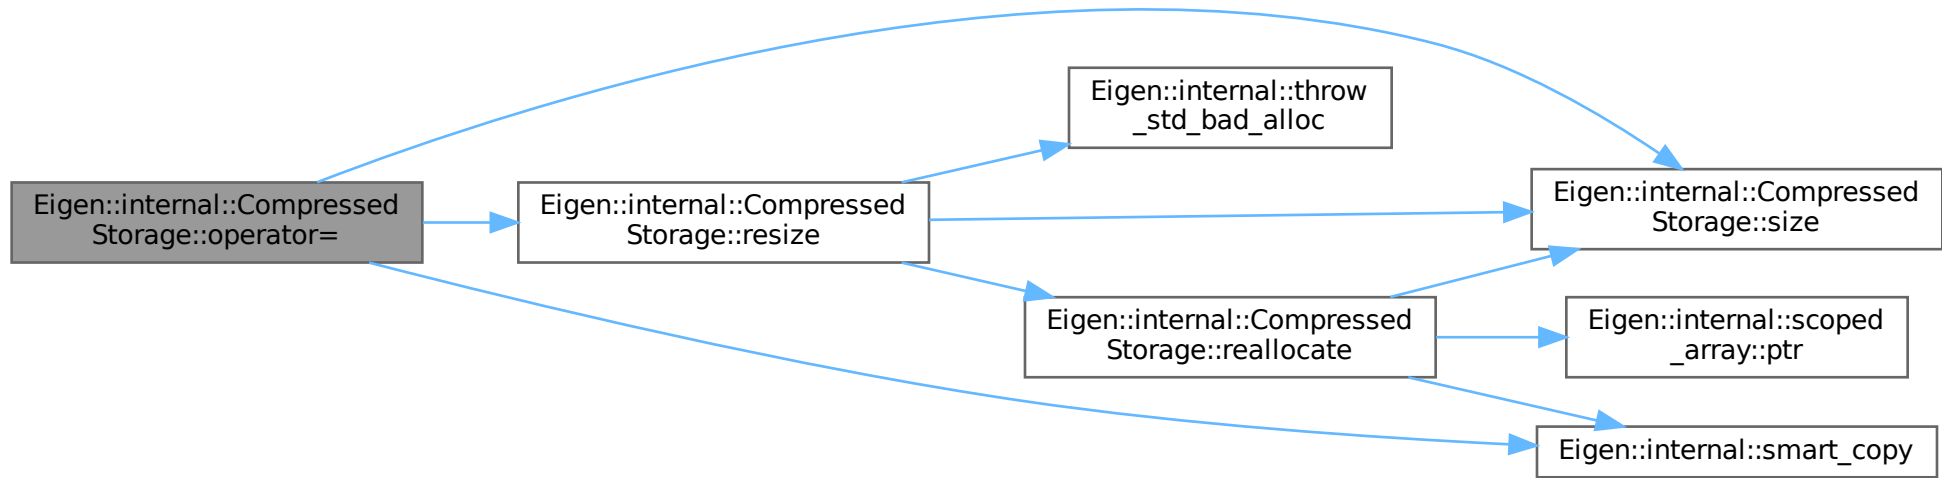 Eigen::internal::Compressed
Storage::operator=
Eigen::internal::Compressed
Storage::resize
Eigen::internal::throw
_std_bad_alloc
Eigen::internal::Compressed
Storage::size
Eigen::internal::Compressed
Storage::reallocate
Eigen::internal::scoped
_array::ptr
Eigen::internal::smart_copy